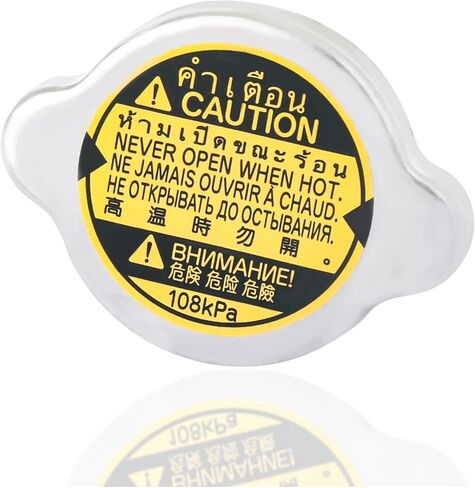 คำเตือน
CAUTION
ห้ามเปิดขณะร้อน
NEVER OPEN WHEN HOT.
NE JAMAIS OUVRIR À CHAUD.
НЕ ОТКРЫВАТЬ ДО ОСТЫВАНИЯ.
高温時勿開。
ВНИМАНИЕ!
危険 危险 危險
108kPa